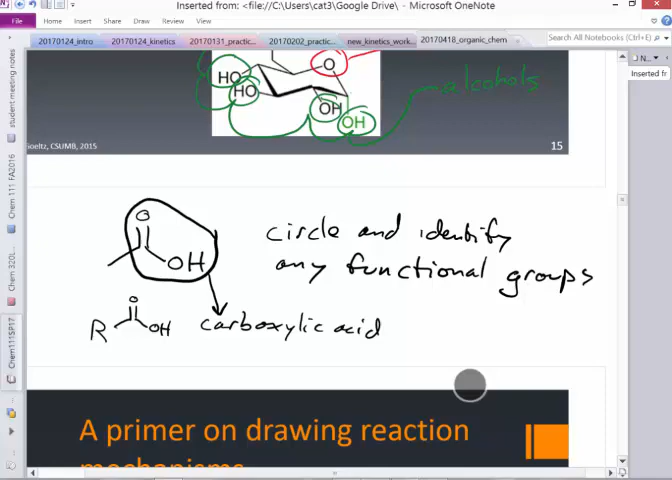 Inserted from: <file://C:/Users/cat3/Google Drive/ - Microsoft OneNote
File Home Insert Share Draw Review View
20170124_intro 20170124_kinetics 20170131_practic... 20170202_practic... new_kinetics_work... 20170418_organic_chem
Search All Notebooks (Ctrl+E)
N...
Inserted fr
student meeting notes
Chem 111 FA2016
Chem 320L
Chem111SP17
O
HO
HO
OH
OH
alcohols
Goeltz, CSUMB, 2015
15
O
OH
circle and identify
any functional groups
O
R OH carboxylic acid
A primer on drawing reaction
mechanisms